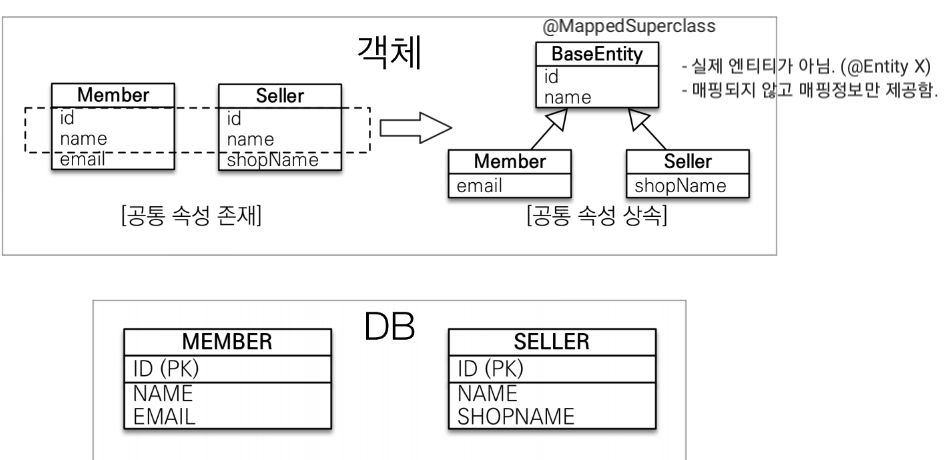 @MappedSuperclass
객체
BaseEntity
id
name
- 실제 엔티티가 아님. (@Entity X)
- 매핑되지 않고 매핑정보만 제공함.
Member
id
name
email
Seller
id
name
shopName
Member
email
Seller
shopName
[공통 속성 존재]
[공통 속성 상속]
DB
MEMBER
ID (PK)
NAME
EMAIL
SELLER
ID (PK)
NAME
SHOPNAME